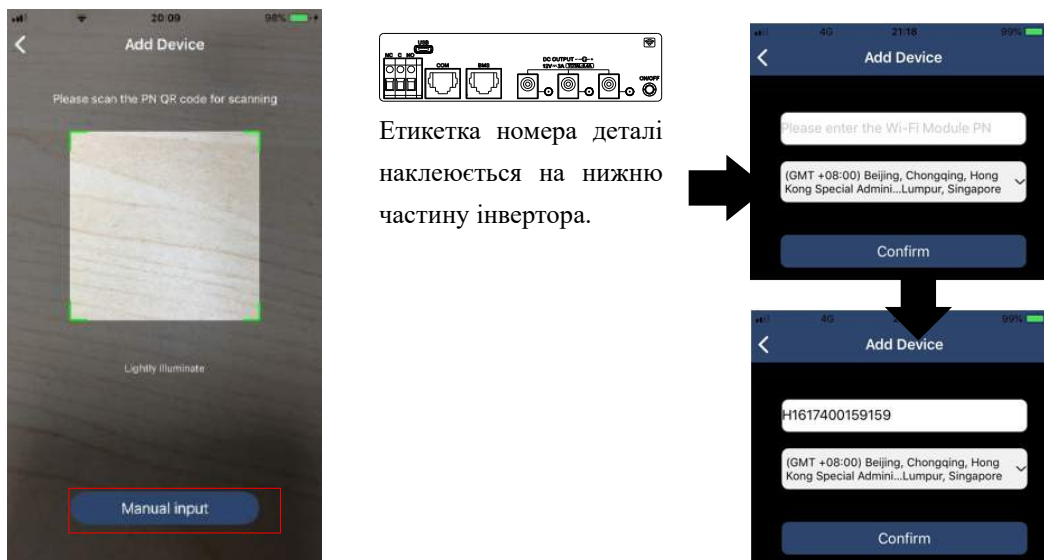 20:09
98%
Add Device
Please scan the PN QR code for scanning
Lightly illuminate
Manual input
USB
NC C NO
COM
BMS
DC OUTPUT
ON/OFF
Етикетка номера деталі
наклеюється на нижню
частину інвертора.
4G 21:18 99%
Add Device
Please enter the Wi-Fi Module PN
(GMT +08:00) Beijing, Chongqing, Hong
Kong Special Admini...Lumpur, Singapore
Confirm
4G 99%
Add Device
H1617400159159
(GMT +08:00) Beijing, Chongqing, Hong
Kong Special Admini...Lumpur, Singapore
Confirm